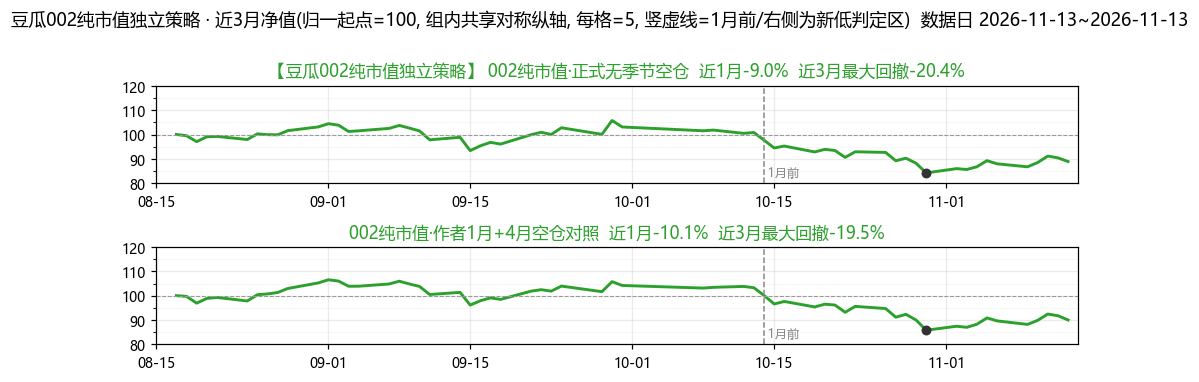 豆瓜002纯市值独立策略 · 近3月净值(归一起点=100, 组内共享对称纵轴, 每格=5, 竖虚线=1月前/右侧为新低判定区)  数据日 2026-11-13~2026-11-13
【豆瓜002纯市值独立策略】 002纯市值·正式无季节空仓  近1月-9.0%  近3月最大回撤-20.4%
120
110
100
90
80
1月前
08-15 09-01 09-15 10-01 10-15 11-01
002纯市值·作者1月+4月空仓对照  近1月-10.1%  近3月最大回撤-19.5%
120
110
100
90
80
1月前
08-15 09-01 09-15 10-01 10-15 11-01